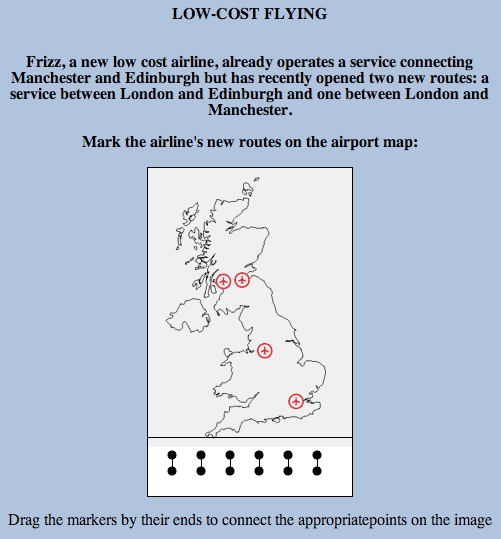 LOW-COST FLYING
Frizz, a new low cost airline, already operates a service connecting
Manchester and Edinburgh but has recently opened two new routes: a
service between London and Edinburgh and one between London and
Manchester.
Mark the airline's new routes on the airport map:
Drag the markers by their ends to connect the appropriatepoints on the image